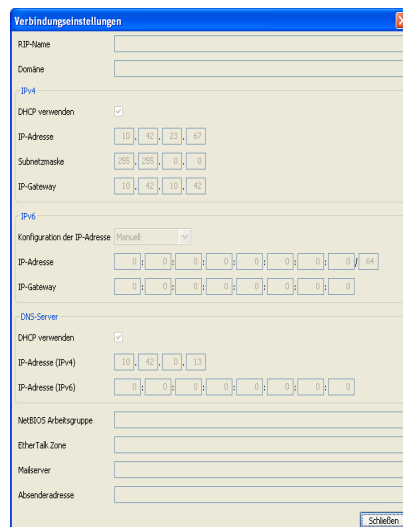 Verbindungseinstellungen
RIP-Name
Domäne
IPv4
DHCP verwenden
IP-Adresse 10 . 42 . 23 . 67
Subnetzmaske 255 . 255 . 0 . 0
IP-Gateway 10 . 42 . 10 . 42
IPv6
Konfiguration der IP-Adresse Manuell
IP-Adresse 0 : 0 : 0 : 0 : 0 : 0 : 0 : 0 / 64
IP-Gateway 0 : 0 : 0 : 0 : 0 : 0 : 0 : 0
DNS-Server
DHCP verwenden
IP-Adresse (IPv4) 10 . 42 . 0 . 13
IP-Adresse (IPv6) 0 : 0 : 0 : 0 : 0 : 0 : 0 : 0
NetBIOS Arbeitsgruppe
EtherTalk Zone
Mailserver
Absenderadresse
Schließen